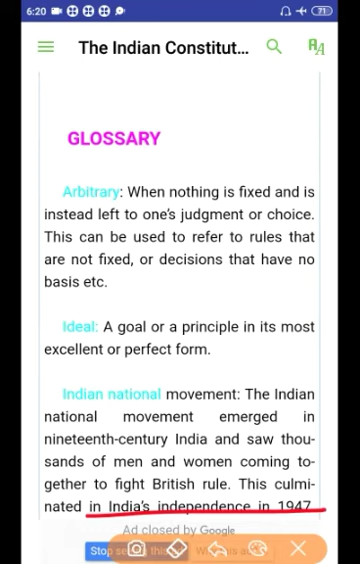 6:20
71
The Indian Constitut...
GLOSSARY
Arbitrary: When nothing is fixed and is
instead left to one's judgment or choice.
This can be used to refer to rules that
are not fixed, or decisions that have no
basis etc.
Ideal: A goal or a principle in its most
excellent or perfect form.
Indian national movement: The Indian
national movement emerged in
nineteenth-century India and saw thou-
sands of men and women coming to-
gether to fight British rule. This culmi-
nated in India's independence in 1947.
Ad closed by Google
Stop